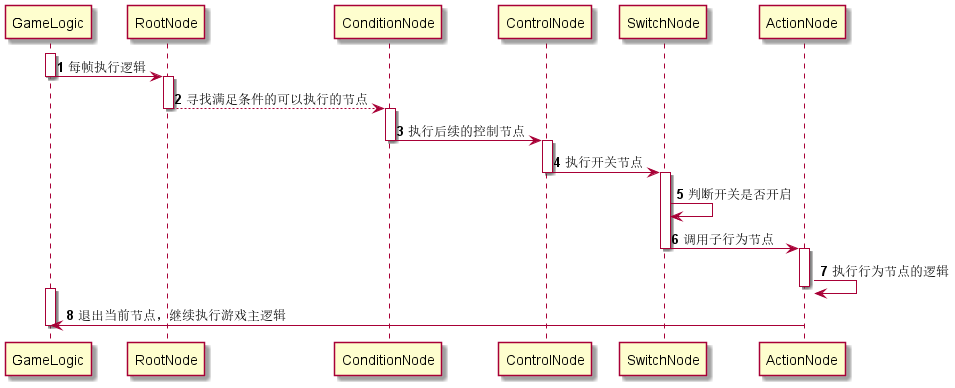 GameLogic RootNode ConditionNode ControlNode SwitchNode ActionNode
1 每帧执行逻辑
2 寻找满足条件的可以执行的节点
3 执行后续的控制节点
4 执行开关节点
5 判断开关是否开启
6 调用子行为节点
7 执行行为节点的逻辑
8 退出当前节点，继续执行游戏主逻辑
GameLogic RootNode ConditionNode ControlNode SwitchNode ActionNode